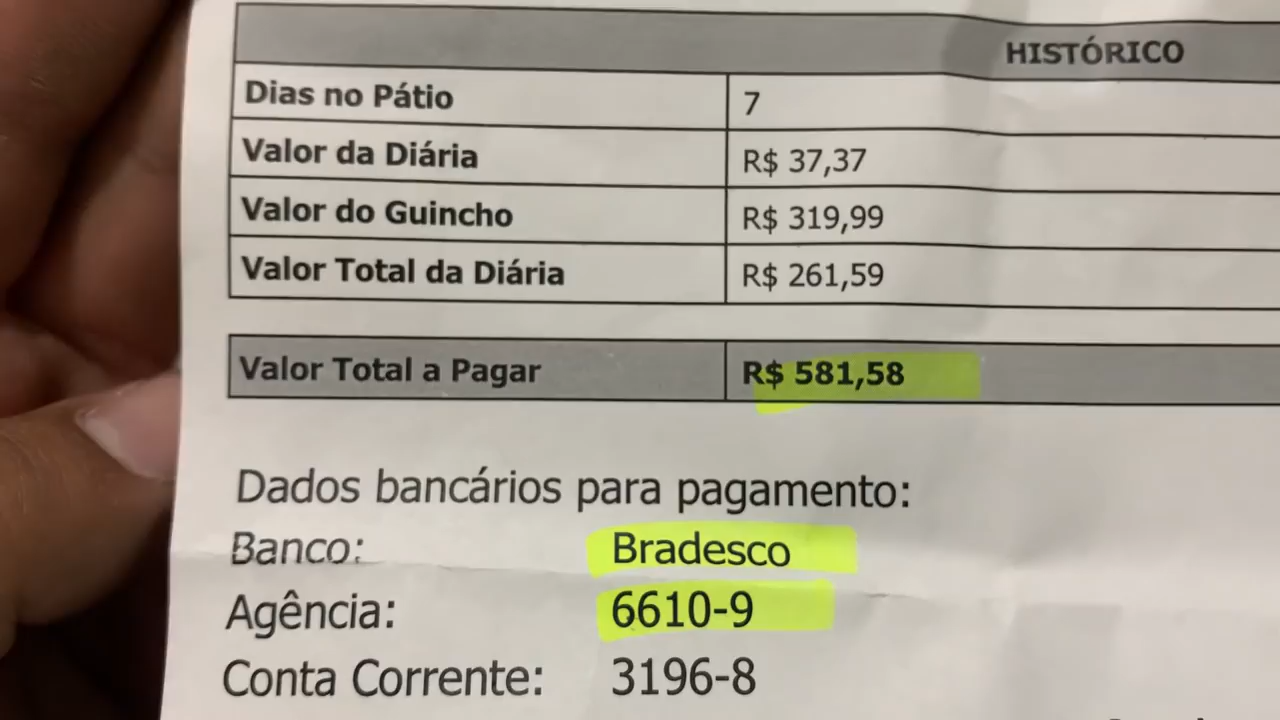 HISTÓRICO
Dias no Pátio 7
Valor da Diária R$ 37,37
Valor do Guincho R$ 319,99
Valor Total da Diária R$ 261,59
Valor Total a Pagar R$ 581,58
Dados bancários para pagamento:
Banco: Bradesco
Agência: 6610-9
Conta Corrente: 3196-8